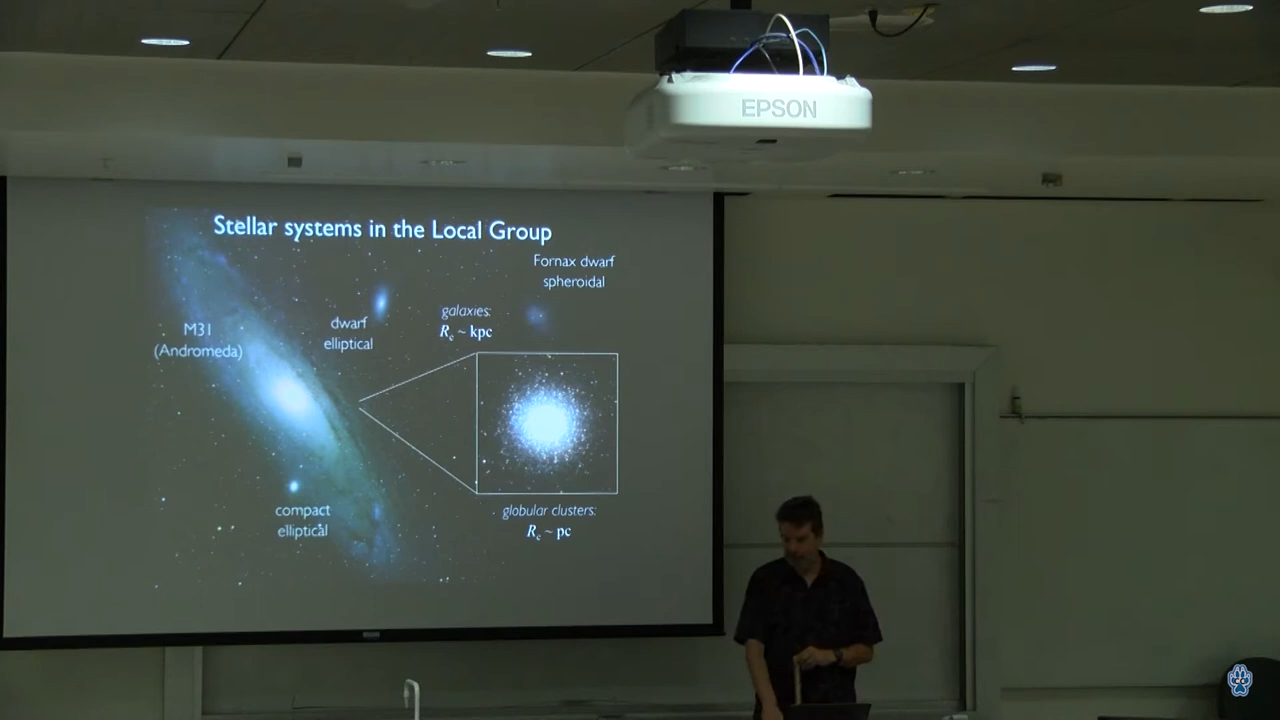 EPSON
Stellar systems in the Local Group
Fornax dwarf
spheroidal
galaxies:
Re ~ kpc
dwarf
elliptical
M31
(Andromeda)
compact
elliptical
globular clusters:
Re ~ pc